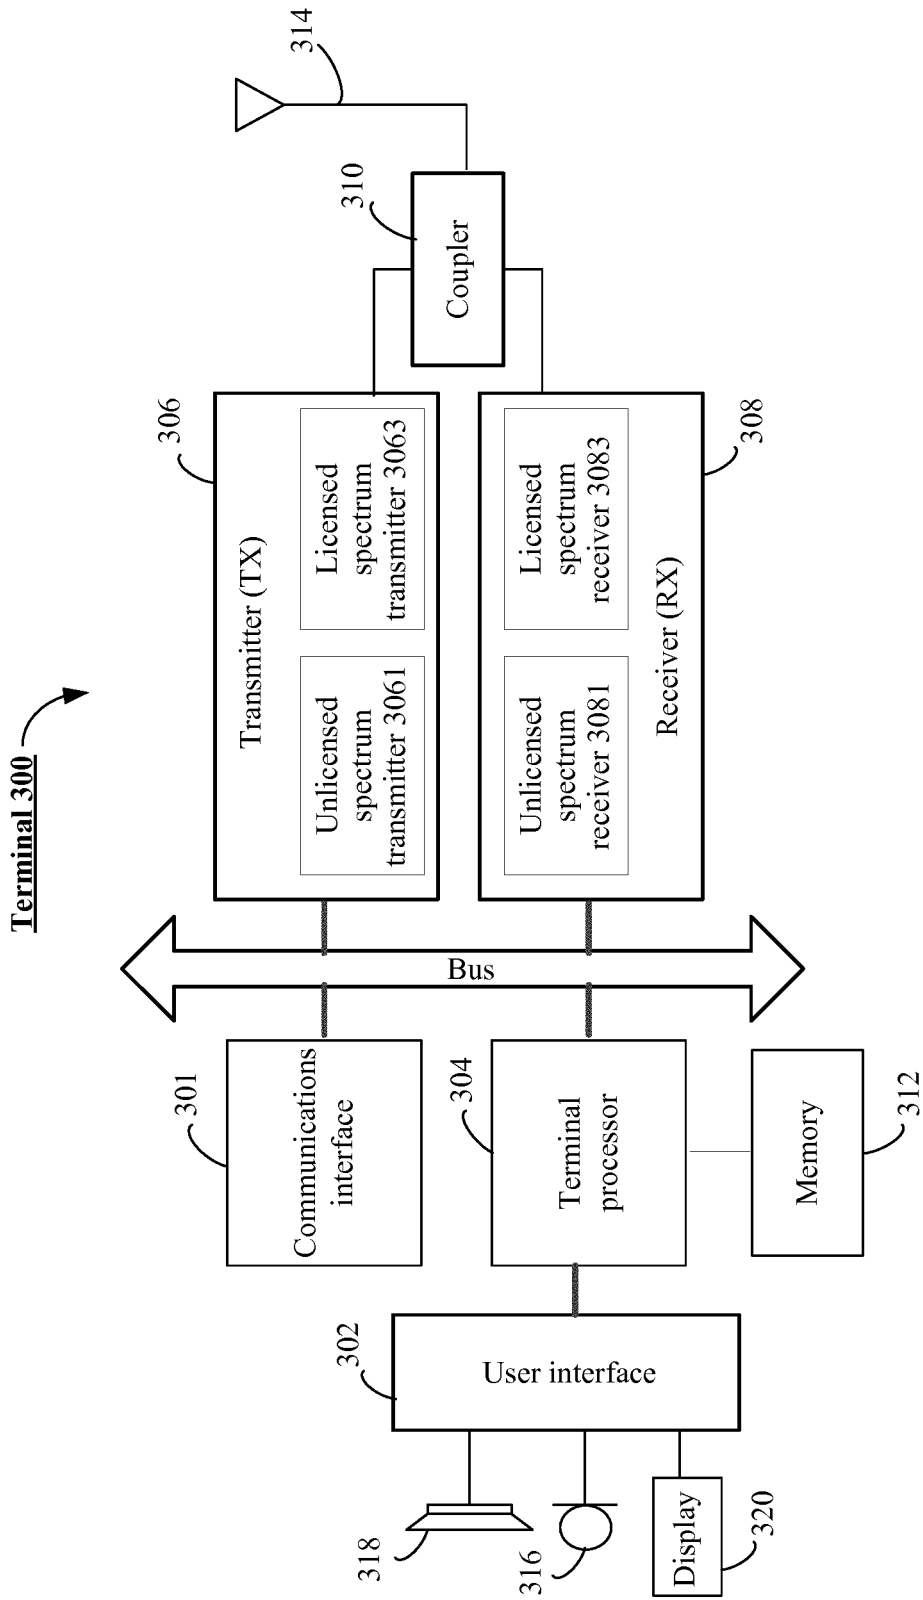 Terminal 300
318
316
Display
320
302
User interface
301
Communications
interface
304
Terminal
processor
Memory
312
Bus
306
Transmitter (TX)
Unlicensed
spectrum
transmitter 3061
Licensed
spectrum
transmitter 3063
Unlicensed
spectrum
receiver 3081
Licensed
spectrum
receiver 3083
Receiver (RX)
308
310
Coupler
314